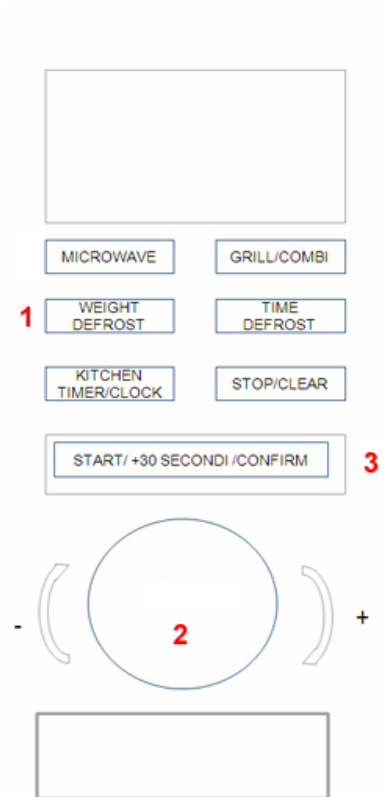 MICROWAVE
GRILL/COMBI
1
WEIGHT
DEFROST
TIME
DEFROST
KITCHEN
TIMER/CLOCK
STOP/CLEAR
START/ +30 SECONDI /CONFIRM
3
-
2
+